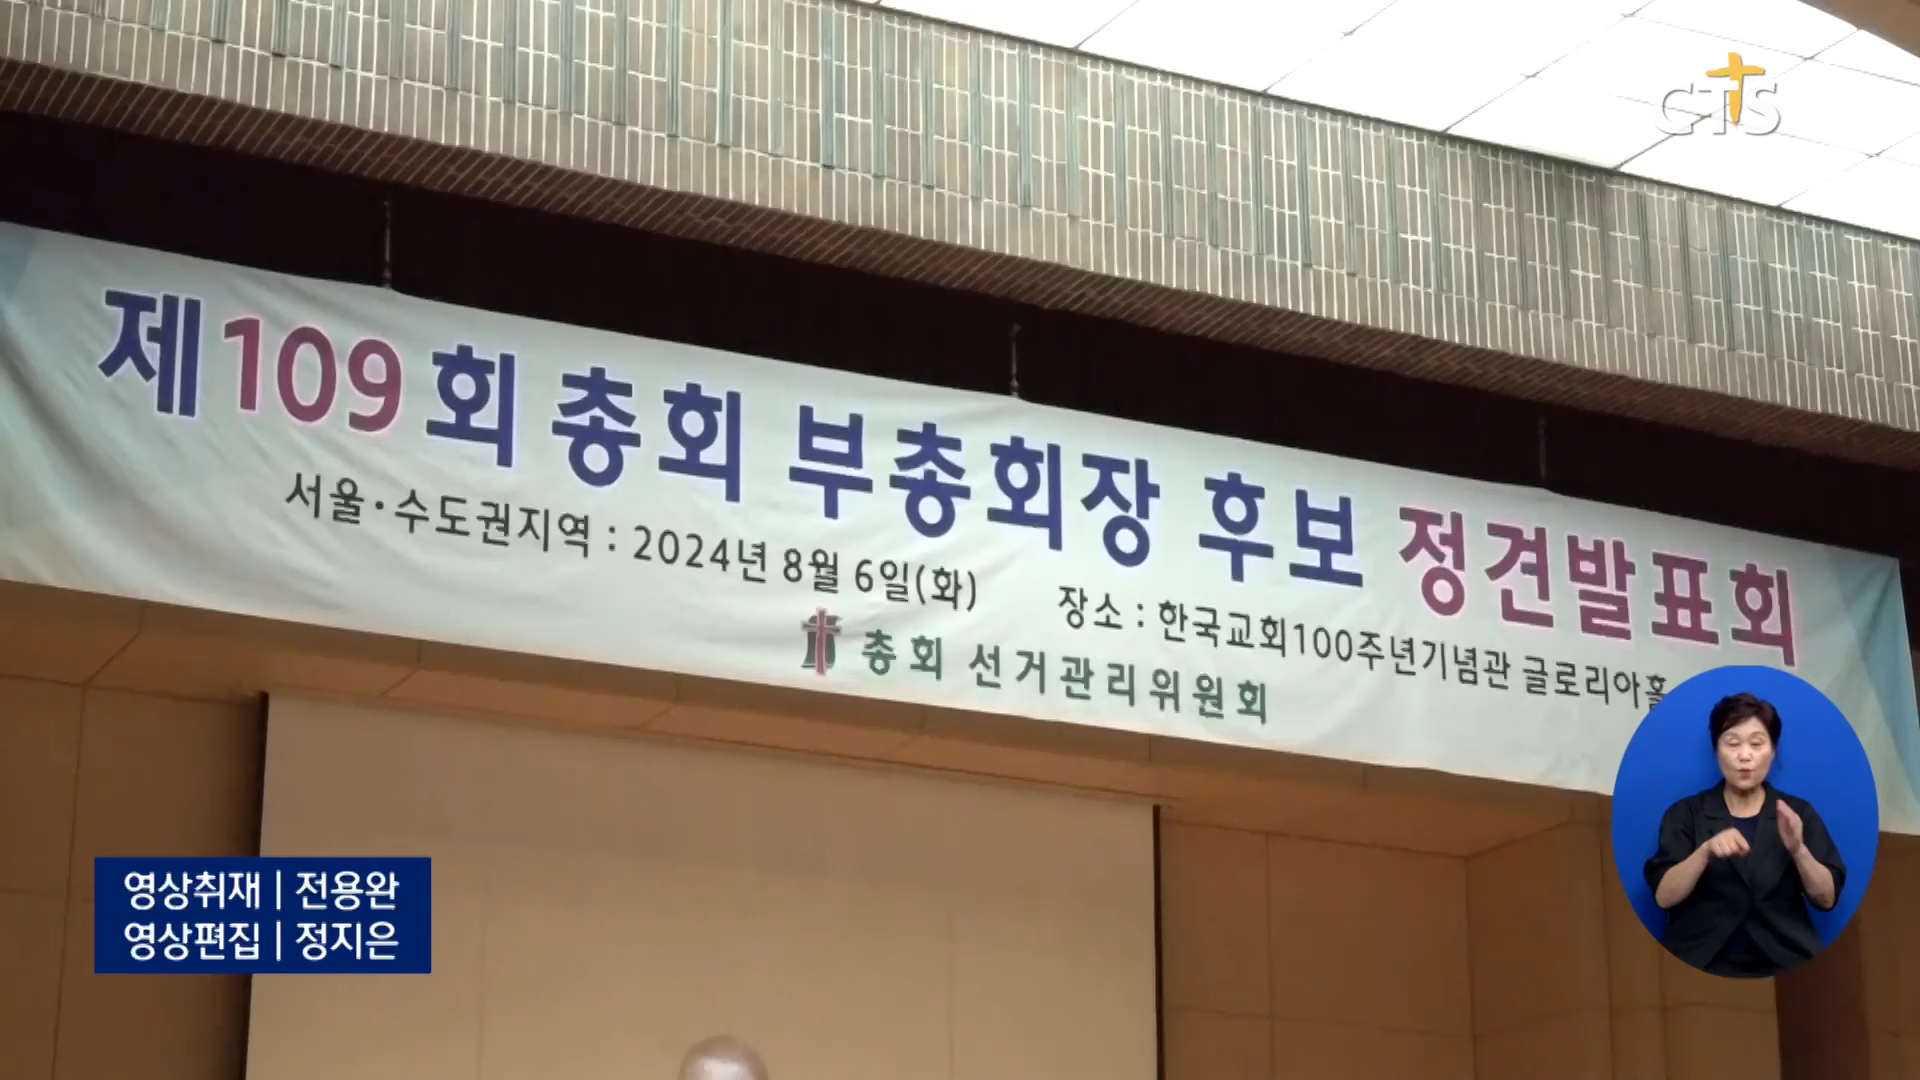 CTS
제109회 총회 부총회장 후보 정견발표회
서울·수도권지역 : 2024년 8월 6일(화) 장소 : 한국교회100주년기념관 글로리아홀
총회 선거관리위원회
영상취재 | 전용완
영상편집 | 정지은